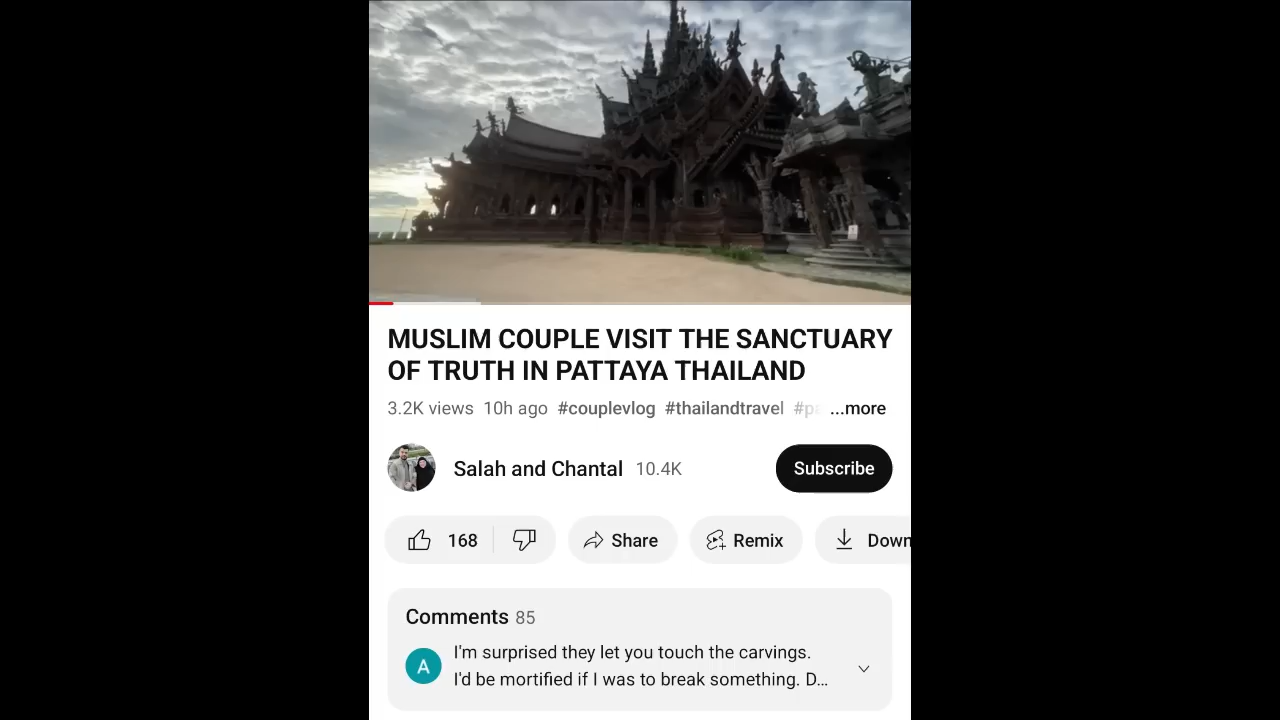 MUSLIM COUPLE VISIT THE SANCTUARY
OF TRUTH IN PATTAYA THAILAND
3.2K views 10h ago #couplevlog #thailandtravel #pa ...more
Salah and Chantal 10.4K Subscribe
168 Share Remix Down
Comments 85
A
I'm surprised they let you touch the carvings.
I'd be mortified if I was to break something. D...